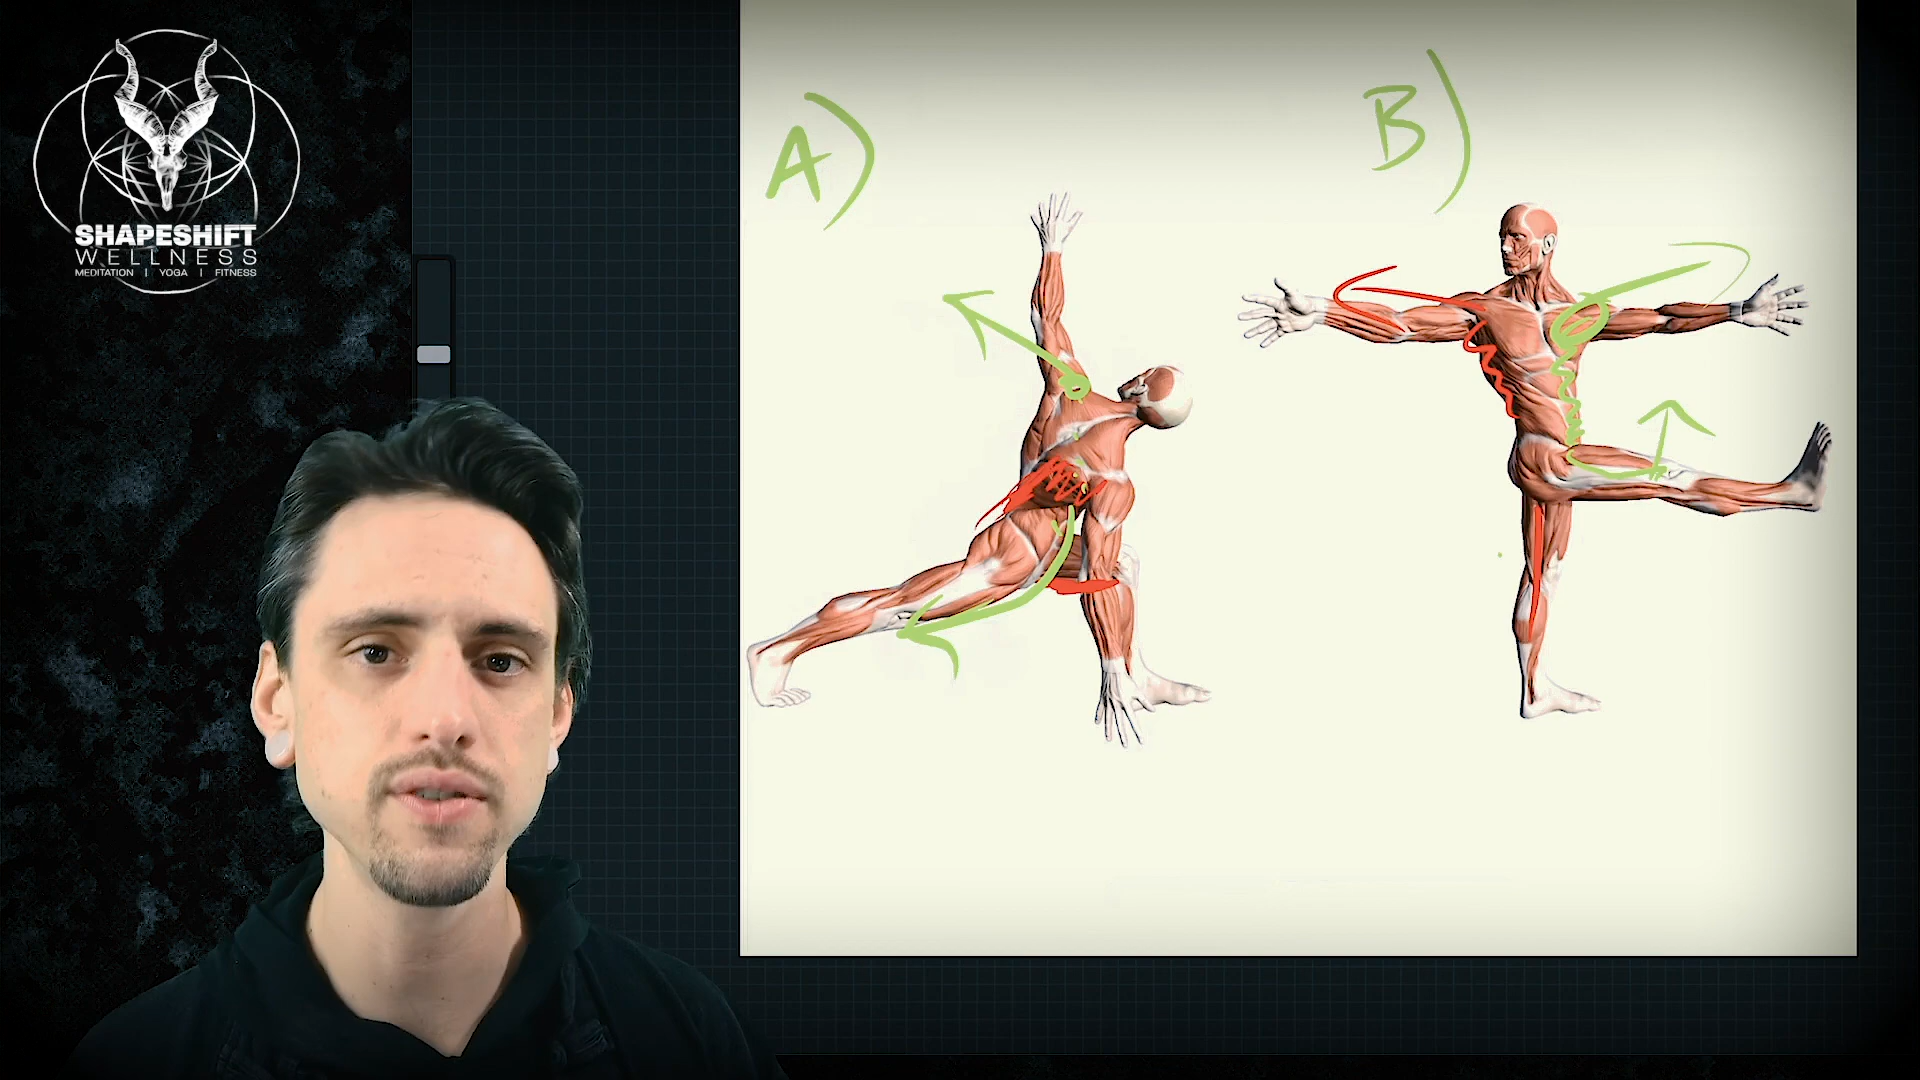 SHAPESHIFT
WELLNESS
MEDITATION | YOGA | FITNESS
A)
B)